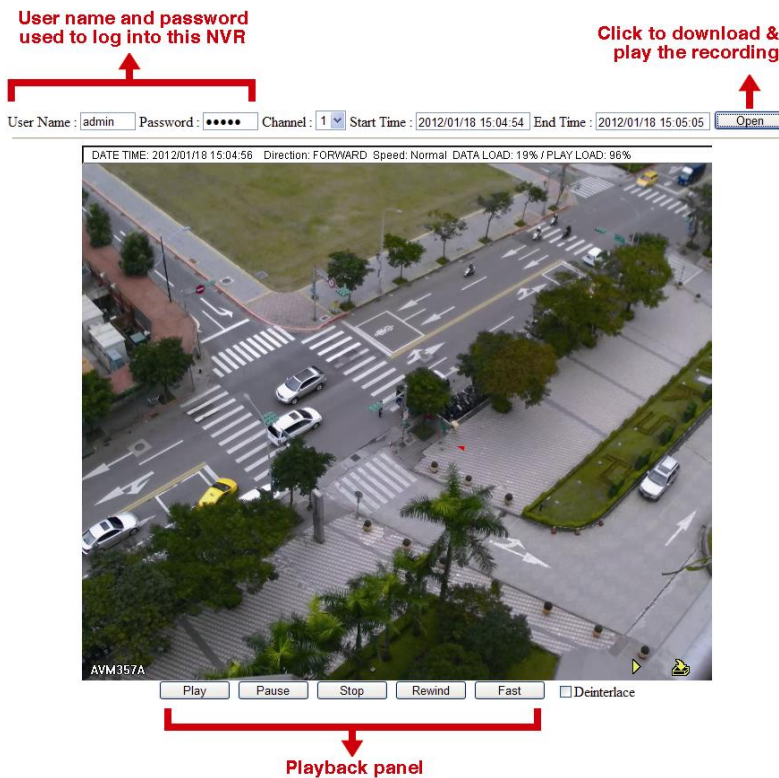 User name and password
used to log into this NVR
Click to download &
play the recording
User Name : admin Password : ●●●●● Channel : 1 Start Time : 2012/01/18 15:04:54 End Time : 2012/01/18 15:05:05 Open
DATE TIME: 2012/01/18 15:04:56 Direction: FORWARD Speed: Normal DATA LOAD: 19% / PLAY LOAD: 96%
AVM357A
Play Pause Stop Rewind Fast Deinterlace
Playback panel